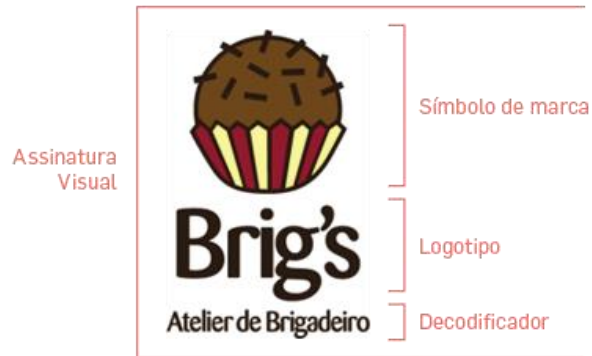 Assinatura
Visual
Símbolo de marca
Brig's
Logotipo
Atelier de Brigadeiro
Decodificador